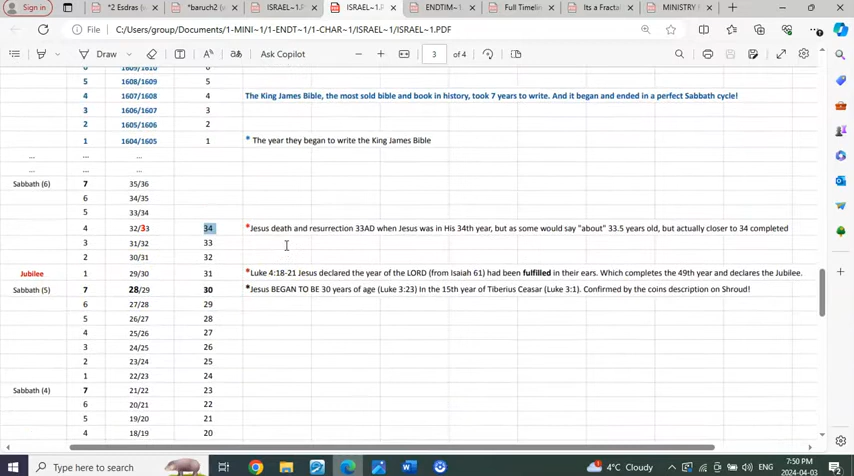 Sign in
*2 Esdras (
*baruch2 (
ISRAEL~1.P
ISRAEL~1.P
ENDTIM~1
Full Timelin
Its a Fractal
MINISTRY
File C:/Users/group/Documents/1-MINI~1/1-ENDT~1/1-CHAR~1/ISRAEL~1/ISRAEL~1.PDF
Draw Ask Copilot 3 of 4
6 1609/1610 6
5 1608/1609 5
4 1607/1608 4 The King James Bible, the most sold bible and book in history, took 7 years to write. And it began and ended in a perfect Sabbath cycle!
3 1606/1607 3
2 1605/1606 2
1 1604/1605 1 * The year they began to write the King James Bible
... ... ...
... ... ...
Sabbath (6) 7 35/36
6 34/35
5 33/34
4 32/33 34 *Jesus death and resurrection 33AD when Jesus was in His 34th year, but as some would say "about" 33.5 years old, but actually closer to 34 completed
3 31/32 33
2 30/31 32
Jubilee 1 29/30 31 *Luke 4:18-21 Jesus declared the year of the LORD (from Isaiah 61) had been fulfilled in their ears. Which completes the 49th year and declares the Jubilee.
Sabbath (5) 7 28/29 30 *Jesus BEGAN TO BE 30 years of age (Luke 3:23) In the 15th year of Tiberius Ceasar (Luke 3:1). Confirmed by the coins description on Shroud!
6 27/28 29
5 26/27 28
4 25/26 27
3 24/25 26
2 23/24 25
1 22/23 24
Sabbath (4) 7 21/22 23
6 20/21 22
5 19/20 21
4 18/19 20
Type here to search
4°C Cloudy
7:50 PM
2024-04-03